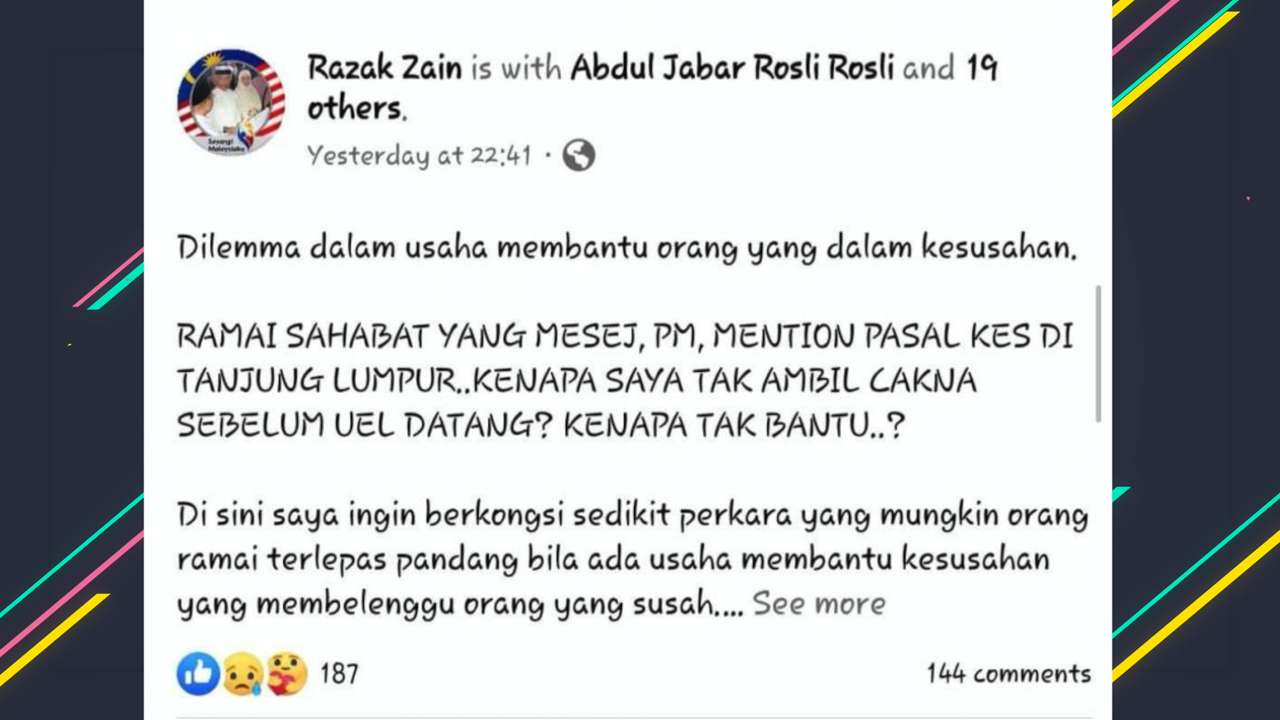 Razak Zain is with Abdul Jabar Rosli Rosli and 19
others.
Yesterday at 22:41 ·
Sayangi
Malaysiaku
Dilemma dalam usaha membantu orang yang dalam kesusahan.
RAMAI SAHABAT YANG MESEJ, PM, MENTION PASAL KES DI
TANJUNG LUMPUR..KENAPA SAYA TAK AMBIL CAKNA
SEBELUM UEL DATANG? KENAPA TAK BANTU..?
Di sini saya ingin berkongsi sedikit perkara yang mungkin orang
ramai terlepas pandang bila ada usaha membantu kesusahan
yang membelenggu orang yang susah.... See more
187
144 comments